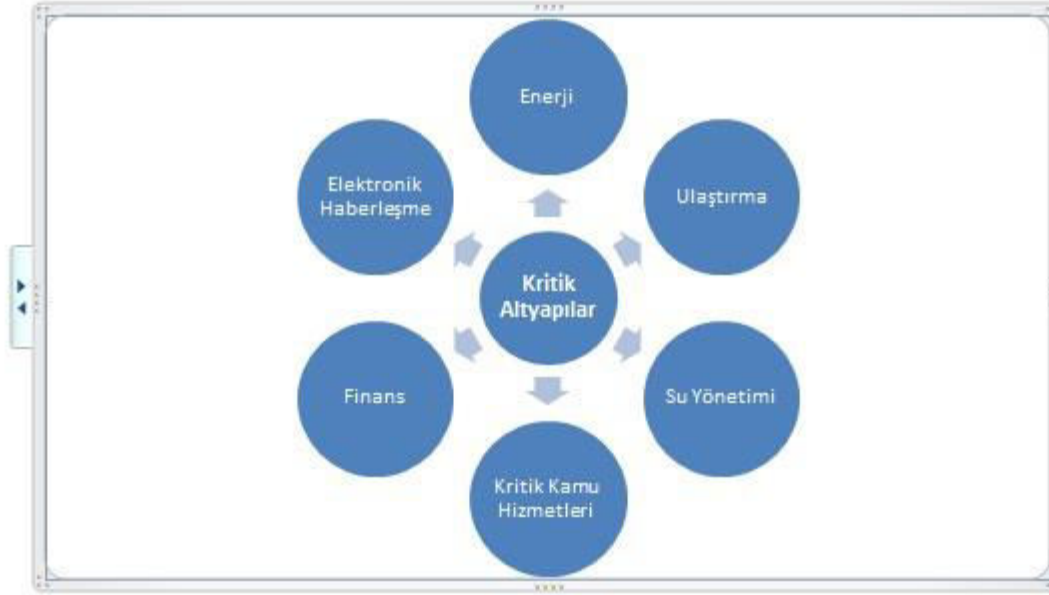 Enerji
Elektronik
Haberleşme
Ulaştırma
Kritik
Altyapılar
Finans
Su Yönetimi
Kritik Kamu
Hizmetleri